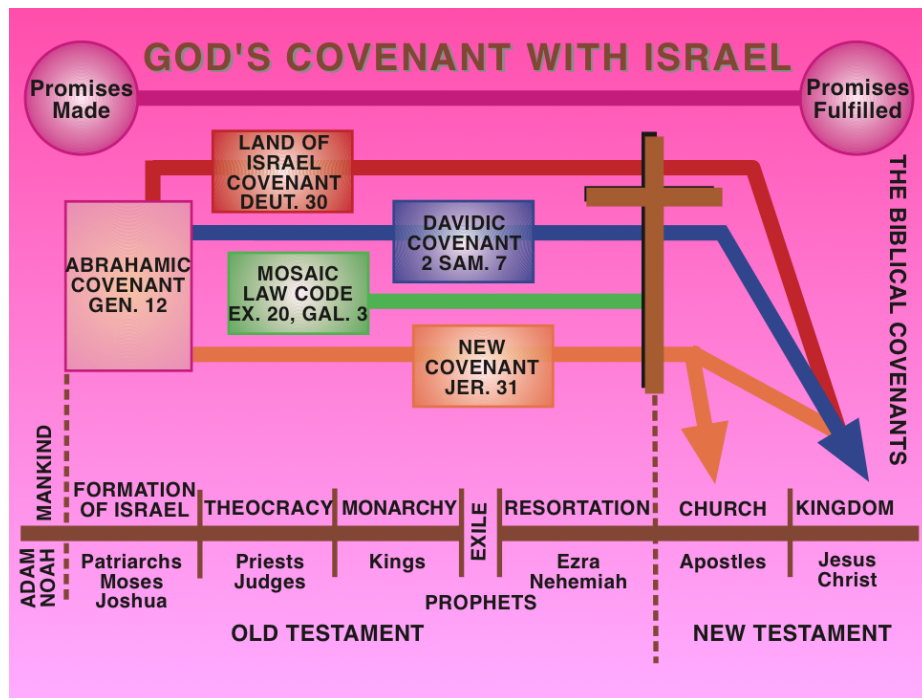 GOD'S COVENANT WITH ISRAEL
Promises
Made
Promises
Fulfilled
THE BIBLICAL COVENANTS
LAND OF
ISRAEL
COVENANT
DEUT. 30
ABRAHAMIC
COVENANT
GEN. 12
DAVIDIC
COVENANT
2 SAM. 7
MOSAIC
LAW CODE
EX. 20, GAL. 3
NEW
COVENANT
JER. 31
MANKIND
FORMATION
OF ISRAEL
THEOCRACY
MONARCHY
EXILE
RESORTATION
CHURCH
KINGDOM
ADAM
NOAH
Patriarchs
Moses
Joshua
Priests
Judges
Kings
Ezra
Nehemiah
Apostles
Jesus
Christ
PROPHETS
OLD TESTAMENT
NEW TESTAMENT